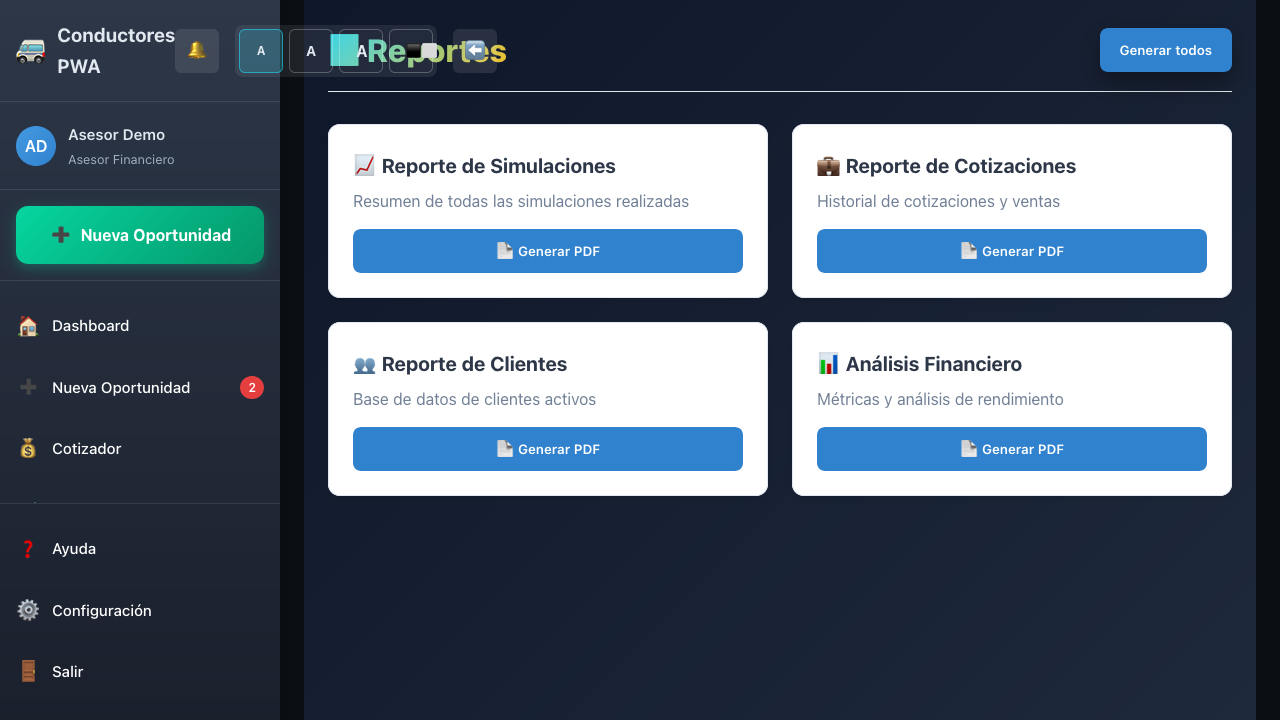 Conductores
PWA
A
A
A
Reportes
Generar todos
AD
Asesor Demo
Asesor Financiero
Nueva Oportunidad
Dashboard
Nueva Oportunidad
2
Cotizador
Ayuda
Configuración
Salir
Reporte de Simulaciones
Resumen de todas las simulaciones realizadas
Generar PDF
Reporte de Cotizaciones
Historial de cotizaciones y ventas
Generar PDF
Reporte de Clientes
Base de datos de clientes activos
Generar PDF
Análisis Financiero
Métricas y análisis de rendimiento
Generar PDF